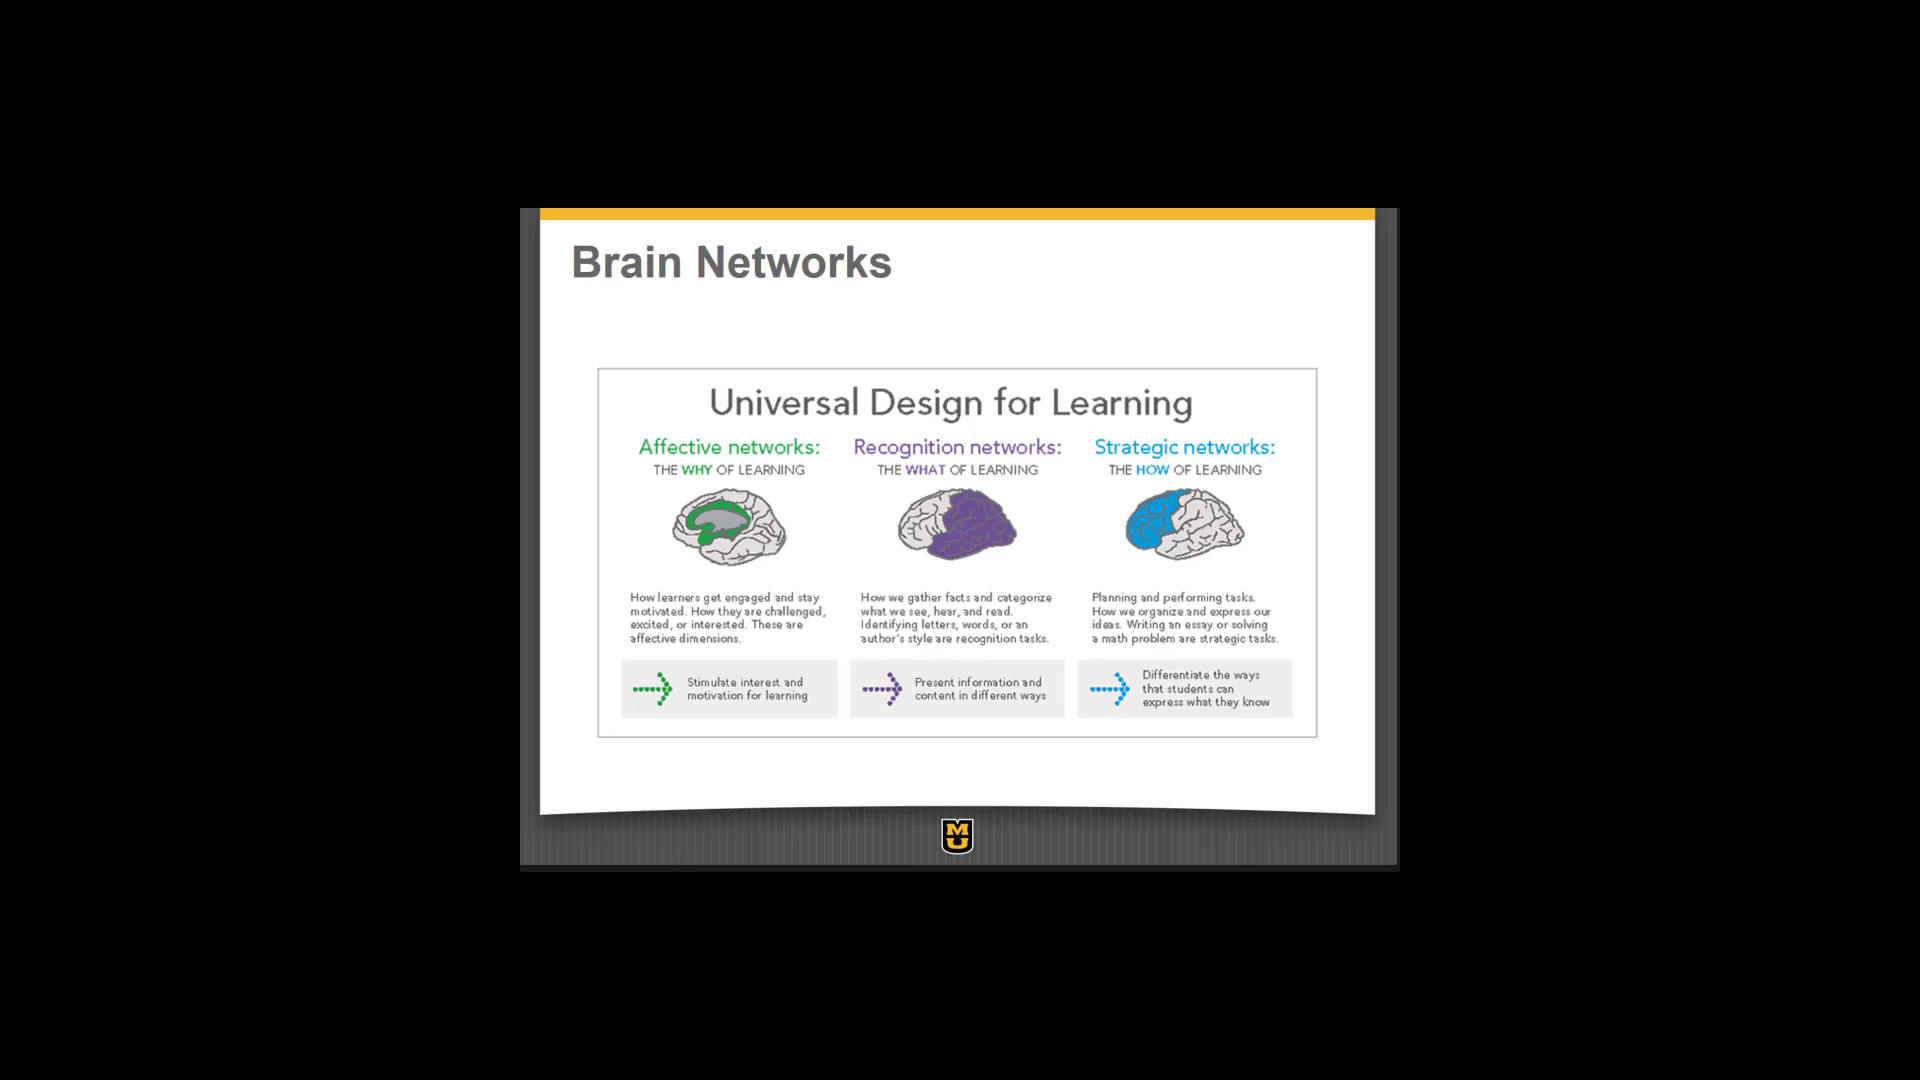 Brain Networks
Universal Design for Learning
Affective networks:
THE WHY OF LEARNING
How learners get engaged and stay
motivated. How they are challenged,
excited, or interested. These are
affective dimensions.
Stimulate interest and
motivation for learning
Recognition networks:
THE WHAT OF LEARNING
How we gather facts and categorize
what we see, hear, and read.
Identifying letters, words, or an
author's style are recognition tasks.
Present information and
content in different ways
Strategic networks:
THE HOW OF LEARNING
Planning and performing tasks.
How we organize and express our
ideas. Writing an essay or solving
a math problem are strategic tasks.
Differentiate the ways
that students can
express what they know
MU